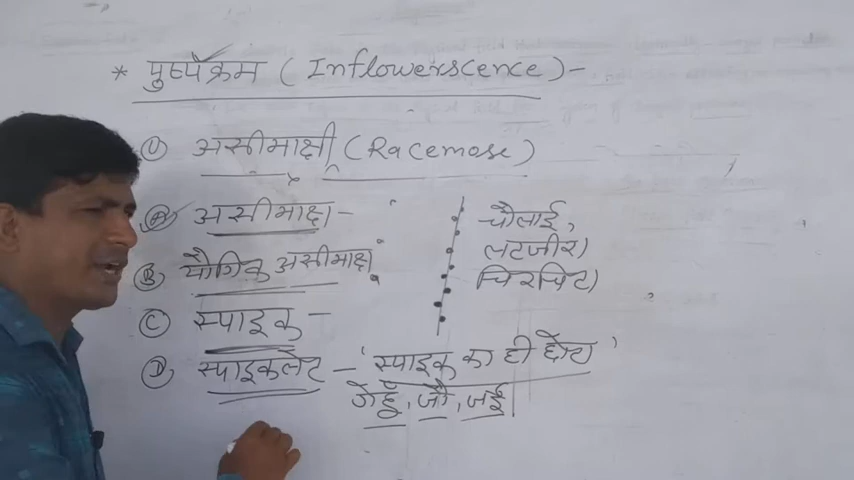 * पुष्पक्रम ( Inflowerscence ) -
① असीमाक्षी ( Racemose )
Ⓐ असीमाक्ष -
Ⓑ यौगिक असीमाक्ष
Ⓒ स्पाइक -
चौलाई,
लटजीरा
चिरचिटा
Ⓓ स्पाइकलेट - ' स्पाइक का ही छोटा '
गेहूँ, जौ, जई